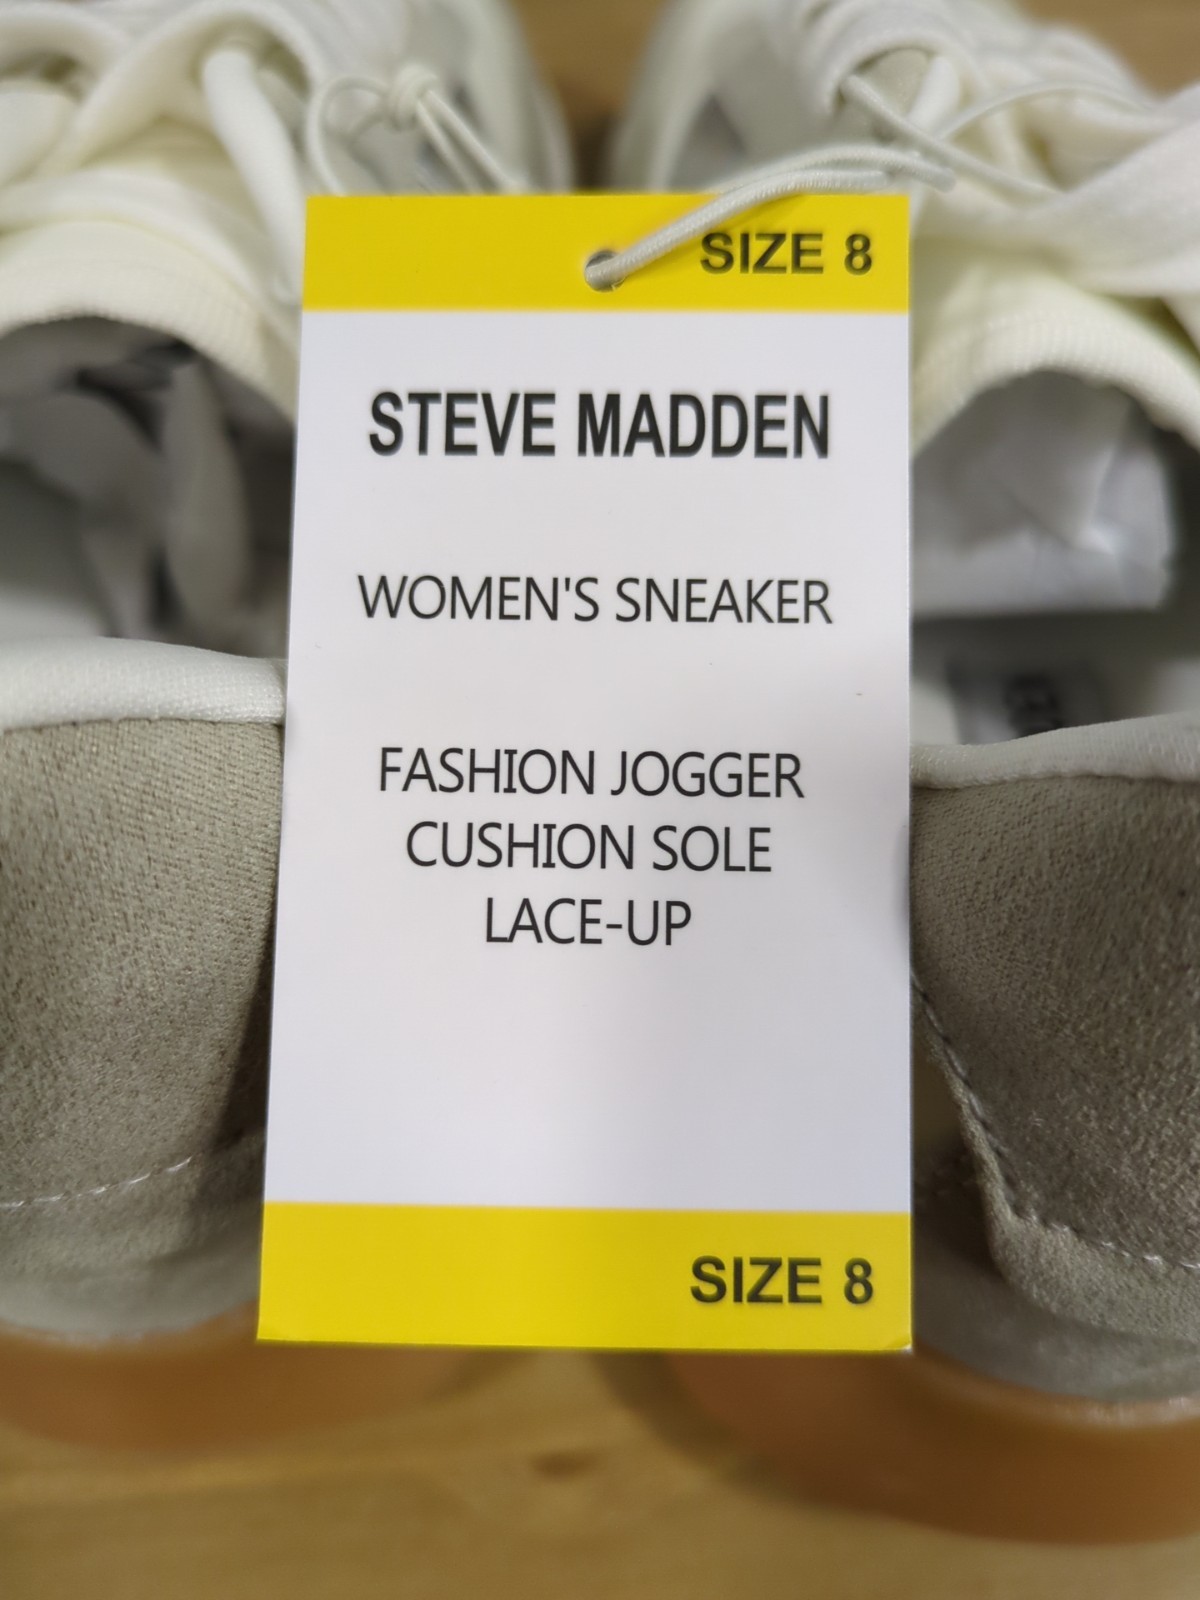 SIZE 8
STEVE MADDEN
WOMEN'S SNEAKER
FASHION JOGGER
CUSHION SOLE
LACE-UP
SIZE 8